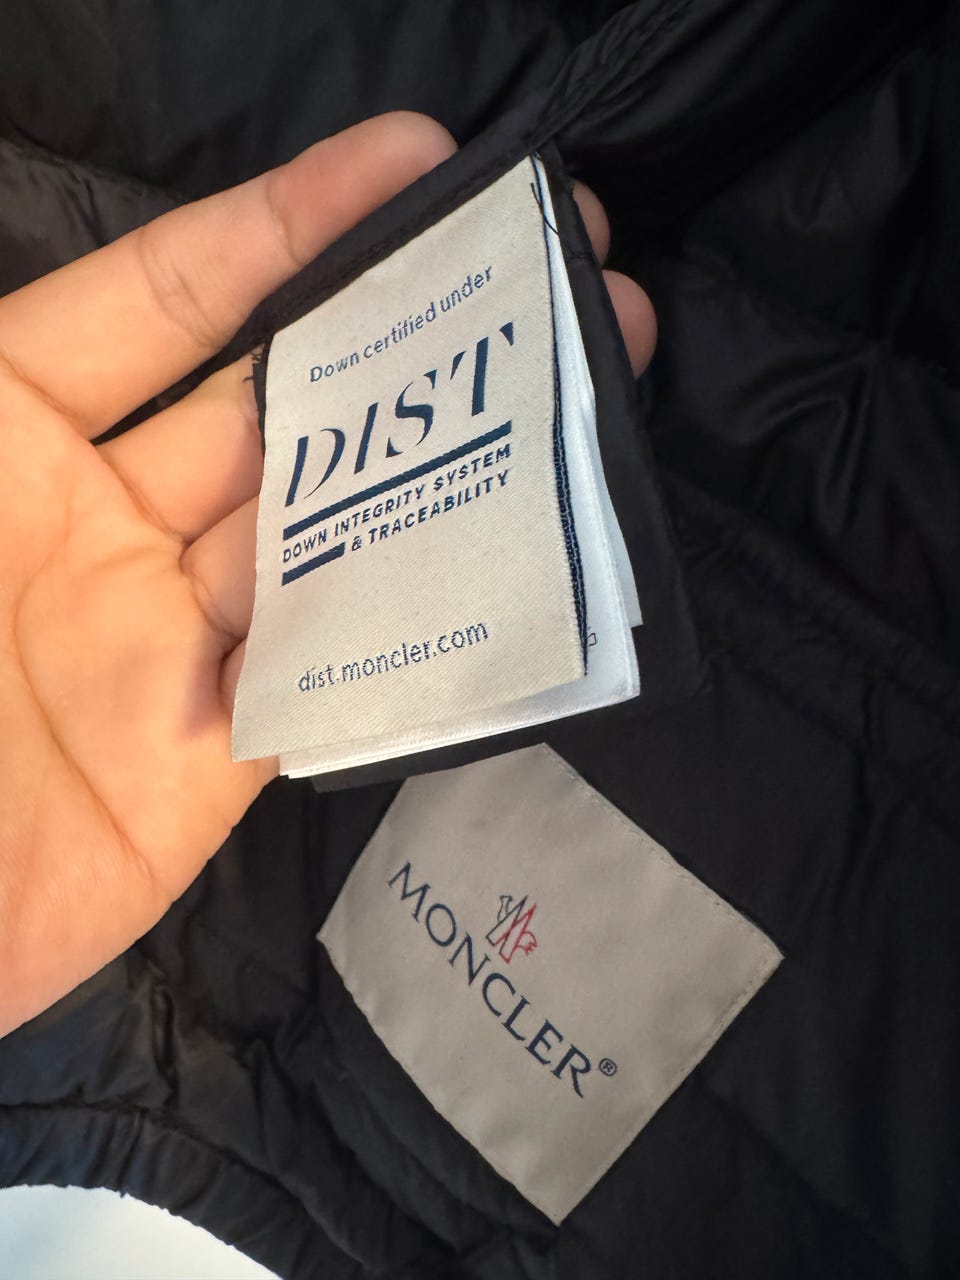 Down certified under
DIST
DOWN INTEGRITY SYSTEM
& TRACEABILITY
dist.moncler.com
MONCLER®